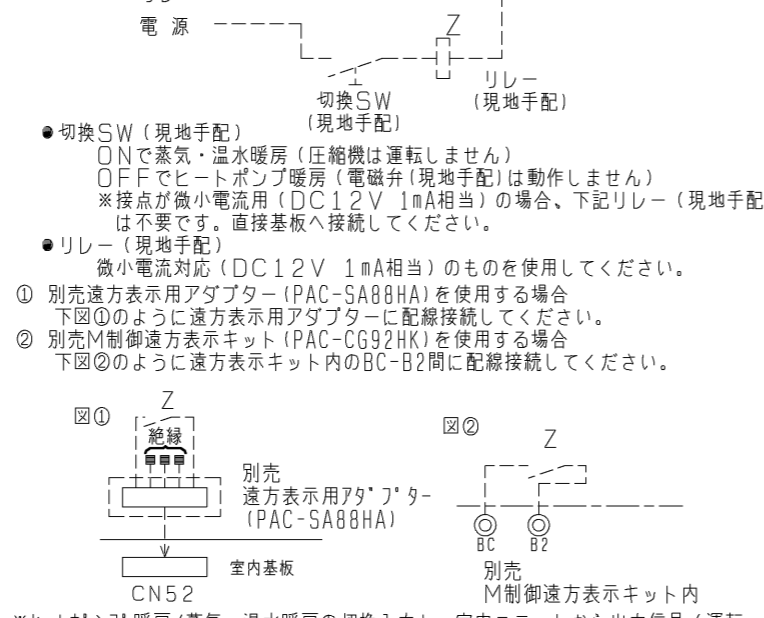 電 源
Z
切換SW
(現地手配)
リレー
(現地手配)
●切換SW(現地手配)
ONで蒸気・温水暖房(圧縮機は運転しません)
OFFでヒートポンプ暖房(電磁弁(現地手配)は動作しません)
※接点が微小電流用(DC12V 1mA相当)の場合、下記リレー(現地手配
は不要です。直接基板へ接続してください。
●リレー(現地手配)
微小電流対応(DC12V 1mA相当)のものを使用してください。
① 別売遠方表示用アダプター(PAC-SA88HA)を使用する場合
下図①のように遠方表示用アダプターに配線接続してください。
② 別売M制御遠方表示キット(PAC-CG92HK)を使用する場合
下図②のように遠方表示キット内のBC-B2間に配線接続してください。
図①
Z
絶縁
別売
遠方表示用アダプター
(PAC-SA88HA)
室内基板
CN52
図②
Z
BC B2
別売
M制御遠方表示キット内